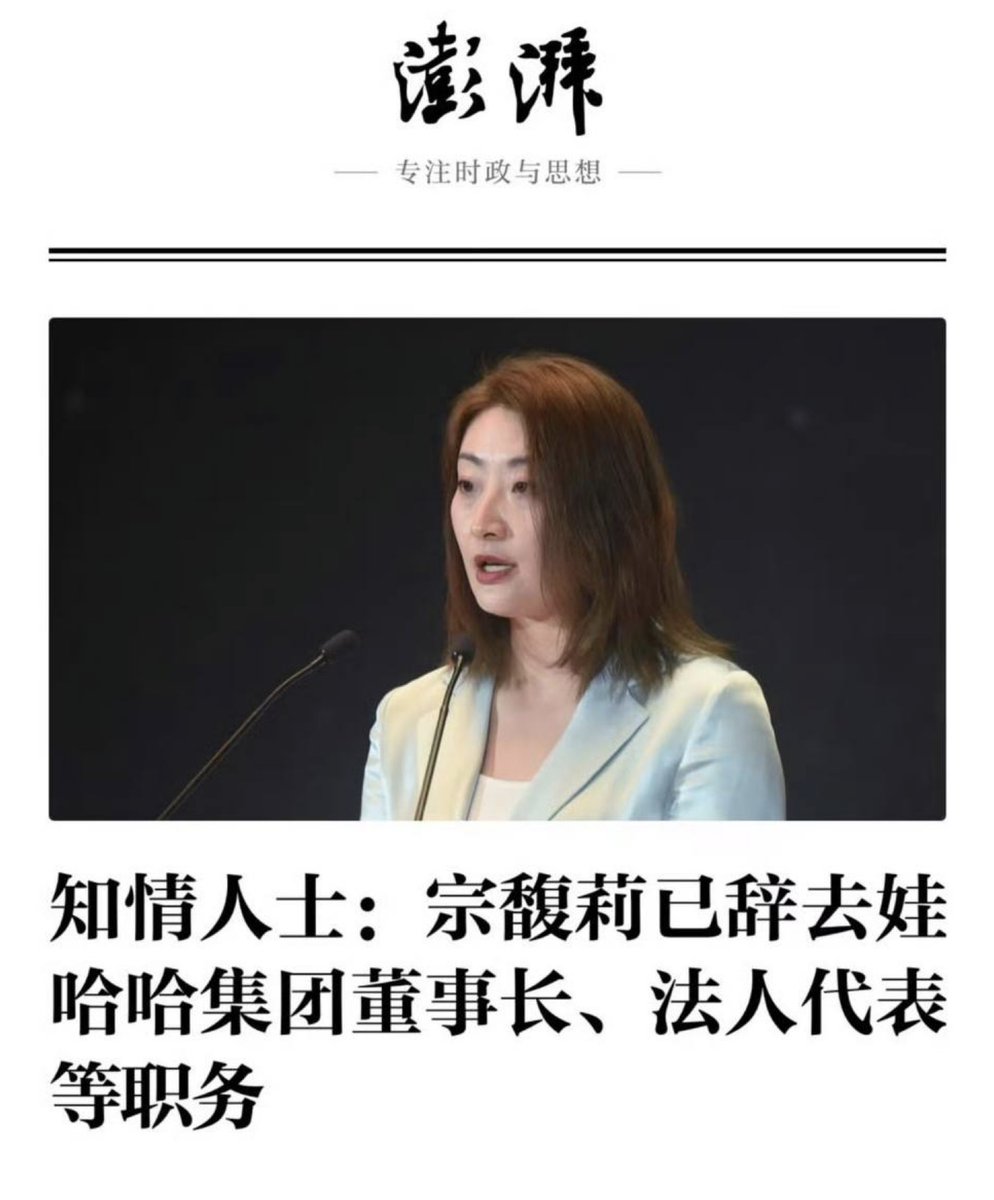 澎湃
专注时政与思想
知情人士：宗馥莉已辞去娃
哈哈集团董事长、法人代表
等职务